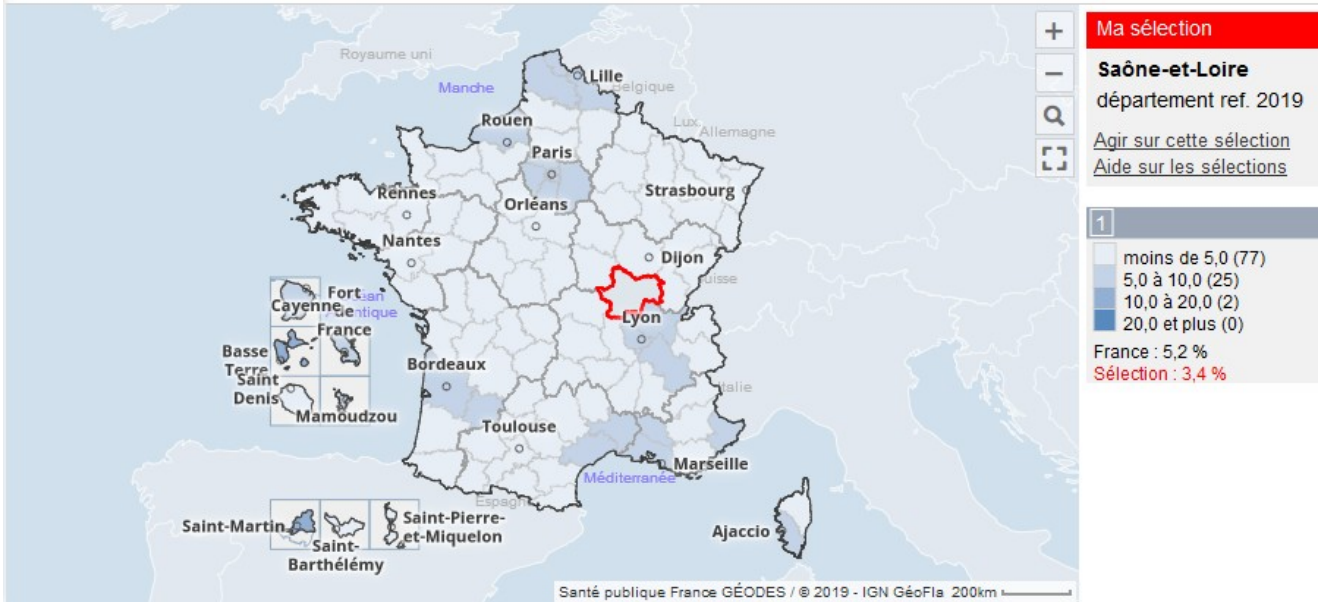 Royaume uni
Manche
Lille
Belgique
Rouen
Lux
Allemagne
Paris
Strasbourg
Rennes
Orléans
Nantes
Dijon
Suisse
Lyon
Fort
de
France
Cayenne
Océan
Atlantique
Basse
Terre
Saint
Denis
Mamoudzou
Bordeaux
Italie
Toulouse
Marseille
Méditerranée
Espagne
Saint-Martin
Saint-
Barthélémy
Saint-Pierre-
et-Miquelon
Ajaccio
Santé publique France GÉODES / © 2019 - IGN GéoFla 200km
+
−
Ma sélection
Saône-et-Loire
département ref. 2019
Agir sur cette sélection
Aide sur les sélections
1
moins de 5,0 (77)
5,0 à 10,0 (25)
10,0 à 20,0 (2)
20,0 et plus (0)
France : 5,2 %
Sélection : 3,4 %